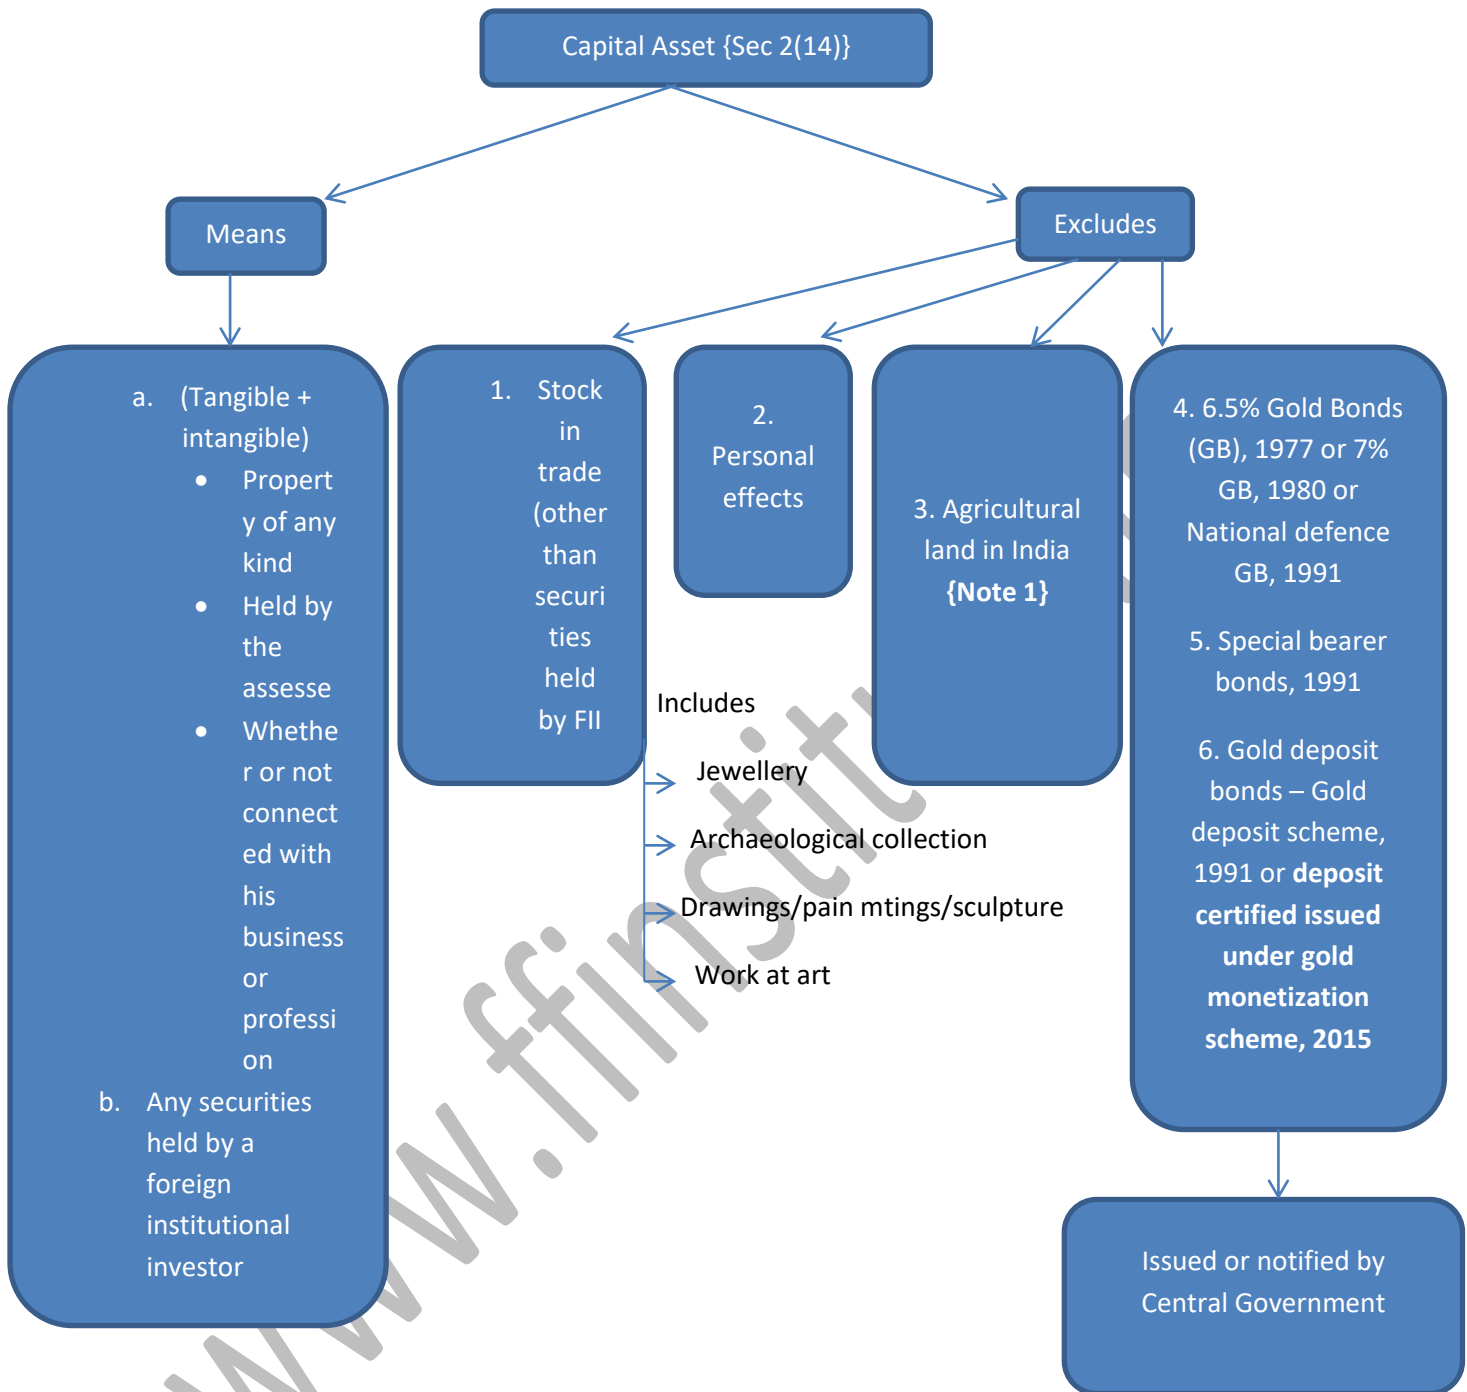 Capital Asset {Sec 2(14)}
Means
Excludes
a. (Tangible +
intangible)
• Propert
y of any
kind
• Held by
the
assesse
• Whethe
r or not
connect
ed with
his
business
or
professi
on
b. Any securities
held by a
foreign
institutional
investor
1. Stock
in
trade
(other
than
securi
ties
held
by FII
2.
Personal
effects
3. Agricultural
land in India
{Note 1}
4. 6.5% Gold Bonds
(GB), 1977 or 7%
GB, 1980 or
National defence
GB, 1991
5. Special bearer
bonds, 1991
6. Gold deposit
bonds – Gold
deposit scheme,
1991 or deposit
certified issued
under gold
monetization
scheme, 2015
Includes
Jewellery
Archaeological collection
Drawings/pain mtings/sculpture
Work at art
Issued or notified by
Central Government